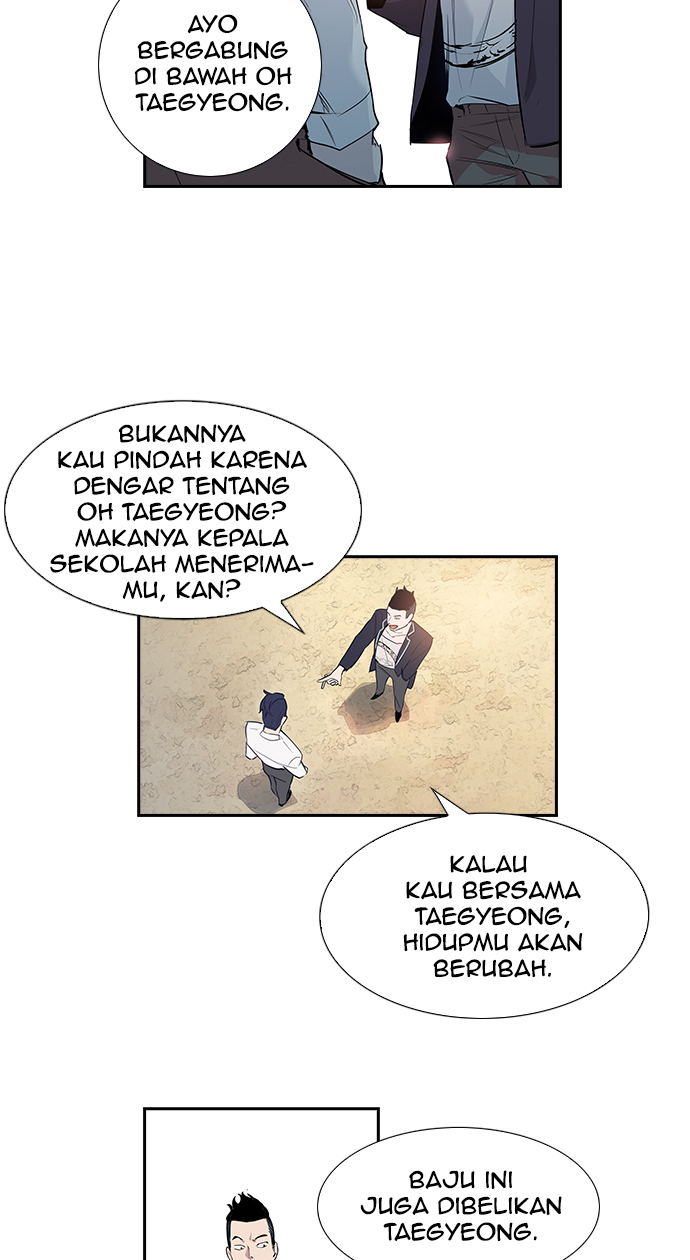 AYO
BERGABUNG
DI BAWAH OH
TAEGYEONG.
BUKANNYA
KAU PINDAH KARENA
DENGAR TENTANG
OH TAEGYEONG?
MAKANYA KEPALA
SEKOLAH MENERIMA-
MU, KAN?
KALAU
KAU BERSAMA
TAEGYEONG,
HIDUPMU AKAN
BERUBAH.
BAJU INI
JUGA DIBELIKAN
TAEGYEONG.